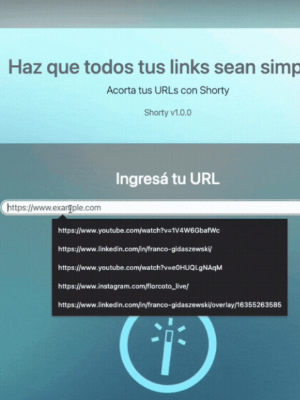 Haz que todos tus links sean simp
Acorta tus URLs con Shorty
Shorty v1.0.0
Ingresá tu URL
https://www.example.com
https://www.youtube.com/watch?v=1V4W6GbafWc
https://www.linkedin.com/in/franco-gidaszewski/
https://www.youtube.com/watch?v=e0HUQLgNAqM
https://www.instagram.com/florcoto_live/
https://www.linkedin.com/in/franco-gidaszewski/overlay/16355263585